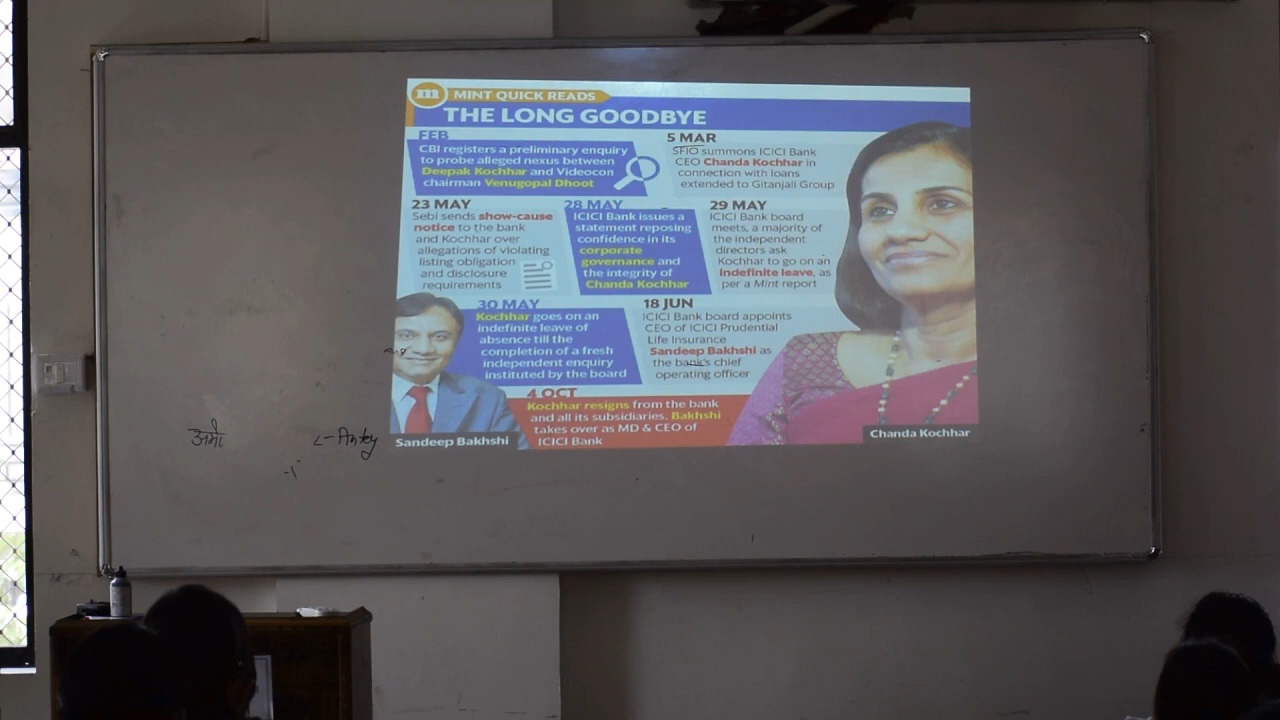 m MINT QUICK READS
THE LONG GOODBYE
FEB
CBI registers a preliminary enquiry
to probe alleged nexus between
Deepak Kochhar and Videocon
chairman Venugopal Dhoot
5 MAR
SFIO summons ICICI Bank
CEO Chanda Kochhar in
connection with loans
extended to Gitanjali Group
23 MAY
Sebi sends show-cause
notice to the bank
and Kochhar over
allegations of violating
listing obligation
and disclosure
requirements
28 MAY
ICICI Bank issues a
statement reposing
confidence in its
corporate
governance and
the integrity of
Chanda Kochhar
29 MAY
ICICI Bank board
meets, a majority of
the independent
directors ask
Kochhar to go on an
indefinite leave, as
per a Mint report
30 MAY
Kochhar goes on an
indefinite leave of
absence till the
completion of a fresh
independent enquiry
instituted by the board
18 JUN
ICICI Bank board appoints
CEO of ICICI Prudential
Life Insurance
Sandeep Bakhshi as
the bank's chief
operating officer
4 OCT
Kochhar resigns from the bank
and all its subsidiaries. Bakhshi
takes over as MD & CEO of
ICICI Bank
Sandeep Bakhshi
Chanda Kochhar